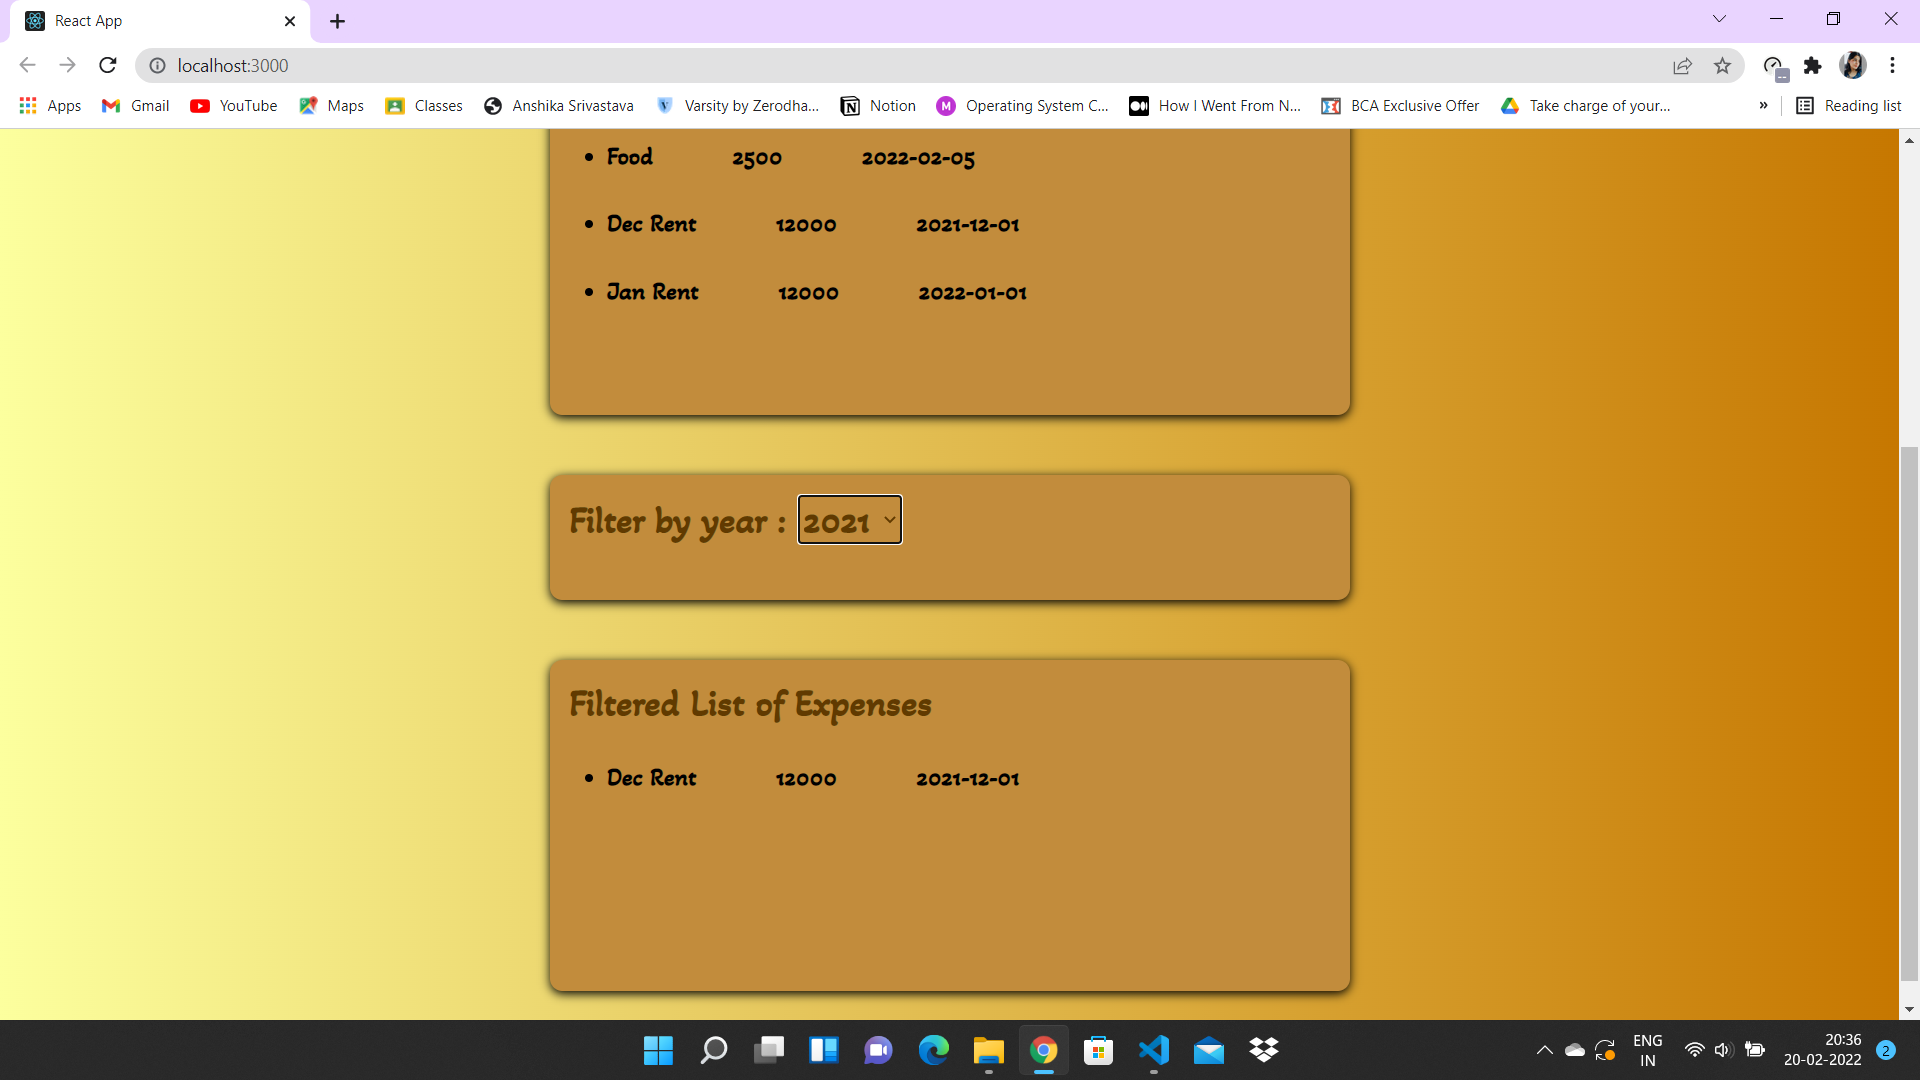 React App
localhost:3000
Apps Gmail YouTube Maps Classes Anshika Srivastava Varsity by Zerodha... Notion Operating System C... How I Went From N... BCA Exclusive Offer Take charge of your... » Reading list
• Food 2500 2022-02-05
• Dec Rent 12000 2021-12-01
• Jan Rent 12000 2022-01-01
Filter by year : 2021
Filtered List of Expenses
• Dec Rent 12000 2021-12-01
ENG 20:36
IN 20-02-2022 2